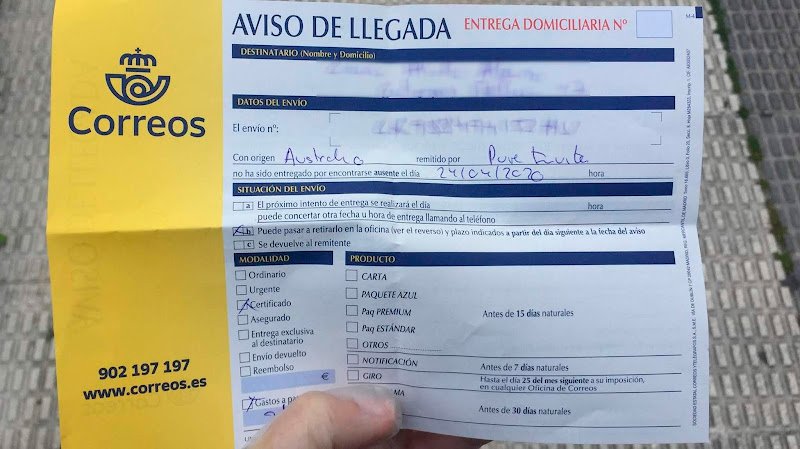 Correos
902 197 197
www.correos.es
AVISO DE LLEGADA ENTREGA DOMICILIARIA Nº
M-4
DESTINATARIO (Nombre y Domicilio)
DATOS DEL ENVÍO
El envío nº:
Con origen Australia remitido por Pure
no ha sido entregado por encontrarse ausente el día 24/04/2020 hora
SITUACIÓN DEL ENVÍO
a El próximo intento de entrega se realizará el día hora
puede concertar otra fecha u hora de entrega llamando al teléfono
b Puede pasar a retirarlo en la oficina (ver el reverso) y plazo indicados a partir del día siguiente a la fecha del aviso
c Se devuelve al remitente
MODALIDAD
Ordinario
Urgente
Certificado
Asegurado
Entrega exclusiva
al destinatario
Envío devuelto
Reembolso
€
Gastos a pa
PRODUCTO
CARTA
PAQUETE AZUL
Paq PREMIUM Antes de 15 días naturales
Paq ESTÁNDAR
OTROS
NOTIFICACIÓN Antes de 7 días naturales
GIRO Hasta el día 25 del mes siguiente a su imposición,
en cualquier Oficina de Correos
AMA Antes de 30 días naturales